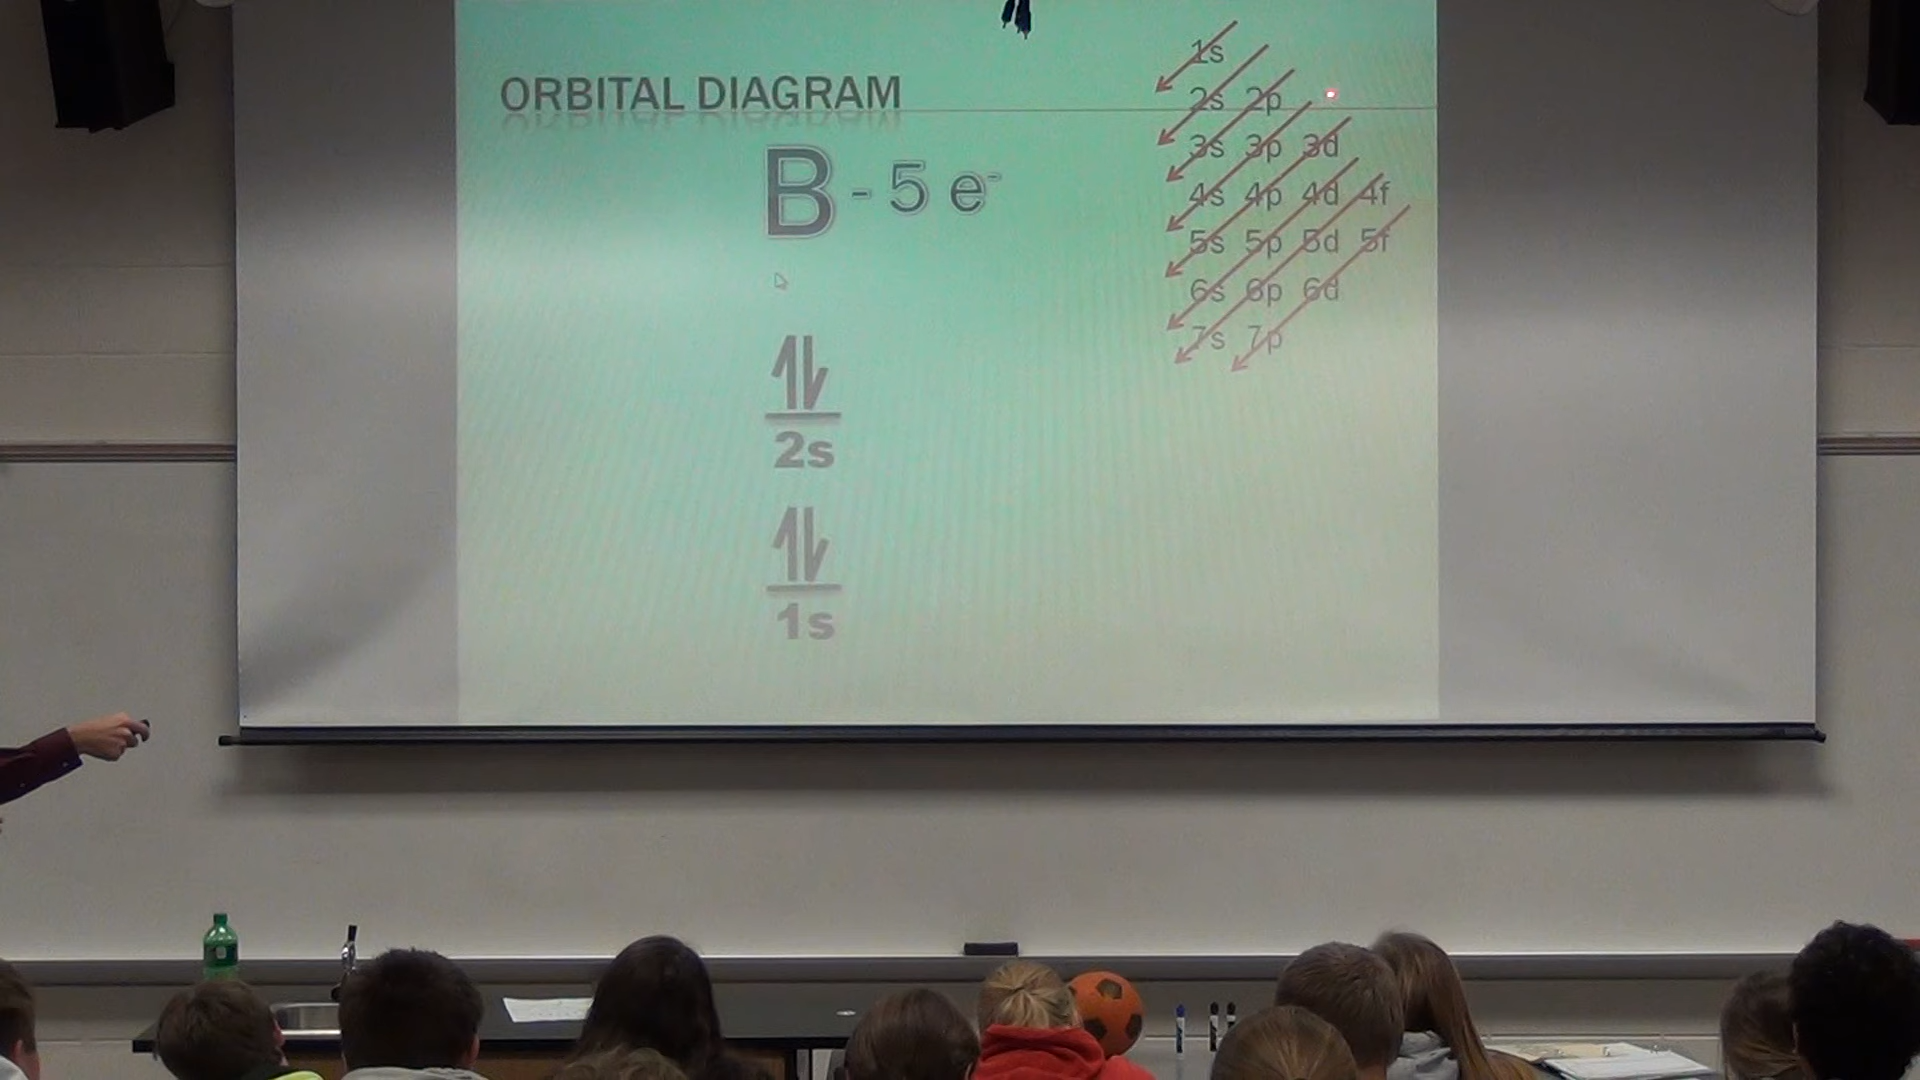 ORBITAL DIAGRAM
B - 5 e⁻
2s
1s
1s
2s 2p
3s 3p 3d
4s 4p 4d 4f
5s 5p 5d 5f
6s 6p 6d
7s 7p